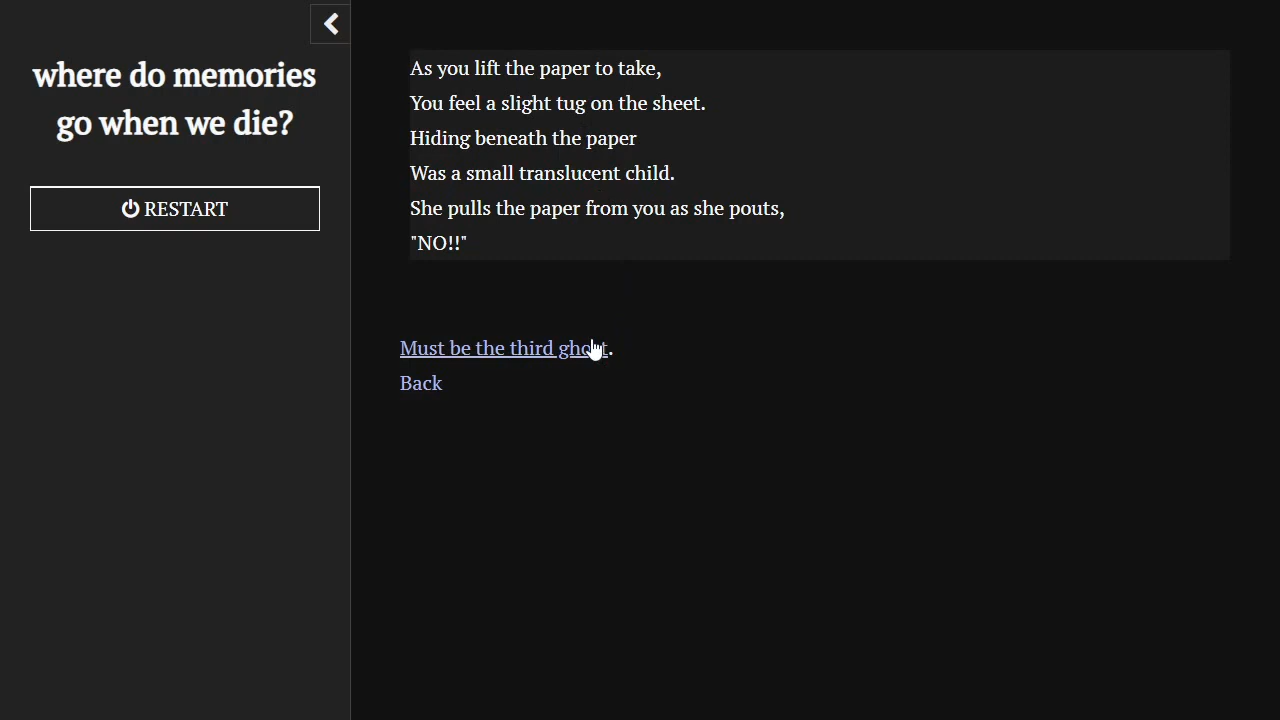 where do memories
go when we die?
RESTART
As you lift the paper to take,
You feel a slight tug on the sheet.
Hiding beneath the paper
Was a small translucent child.
She pulls the paper from you as she pouts,
"NO!!"
Must be the third ghost.
Back